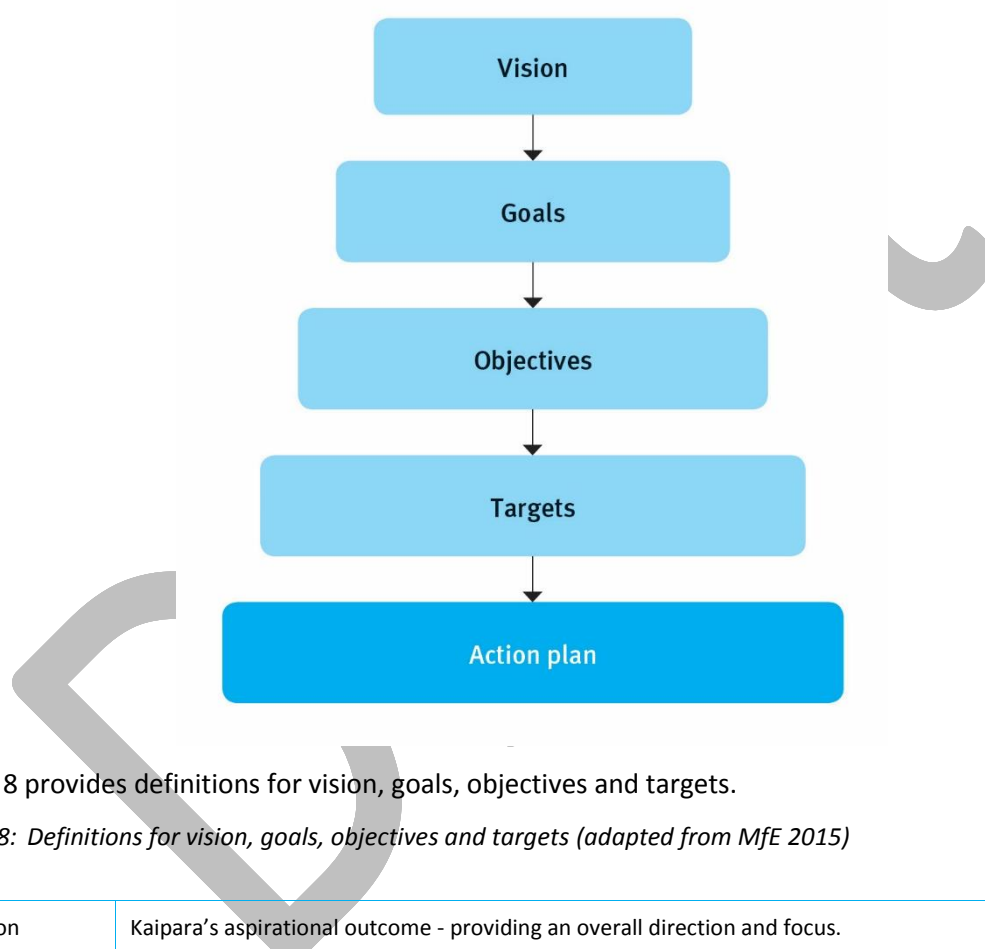 Vision
Goals
Objectives
Targets
Action plan
8 provides definitions for vision, goals, objectives and targets.
8: Definitions for vision, goals, objectives and targets (adapted from MfE 2015)
on Kaipara's aspirational outcome - providing an overall direction and focus.